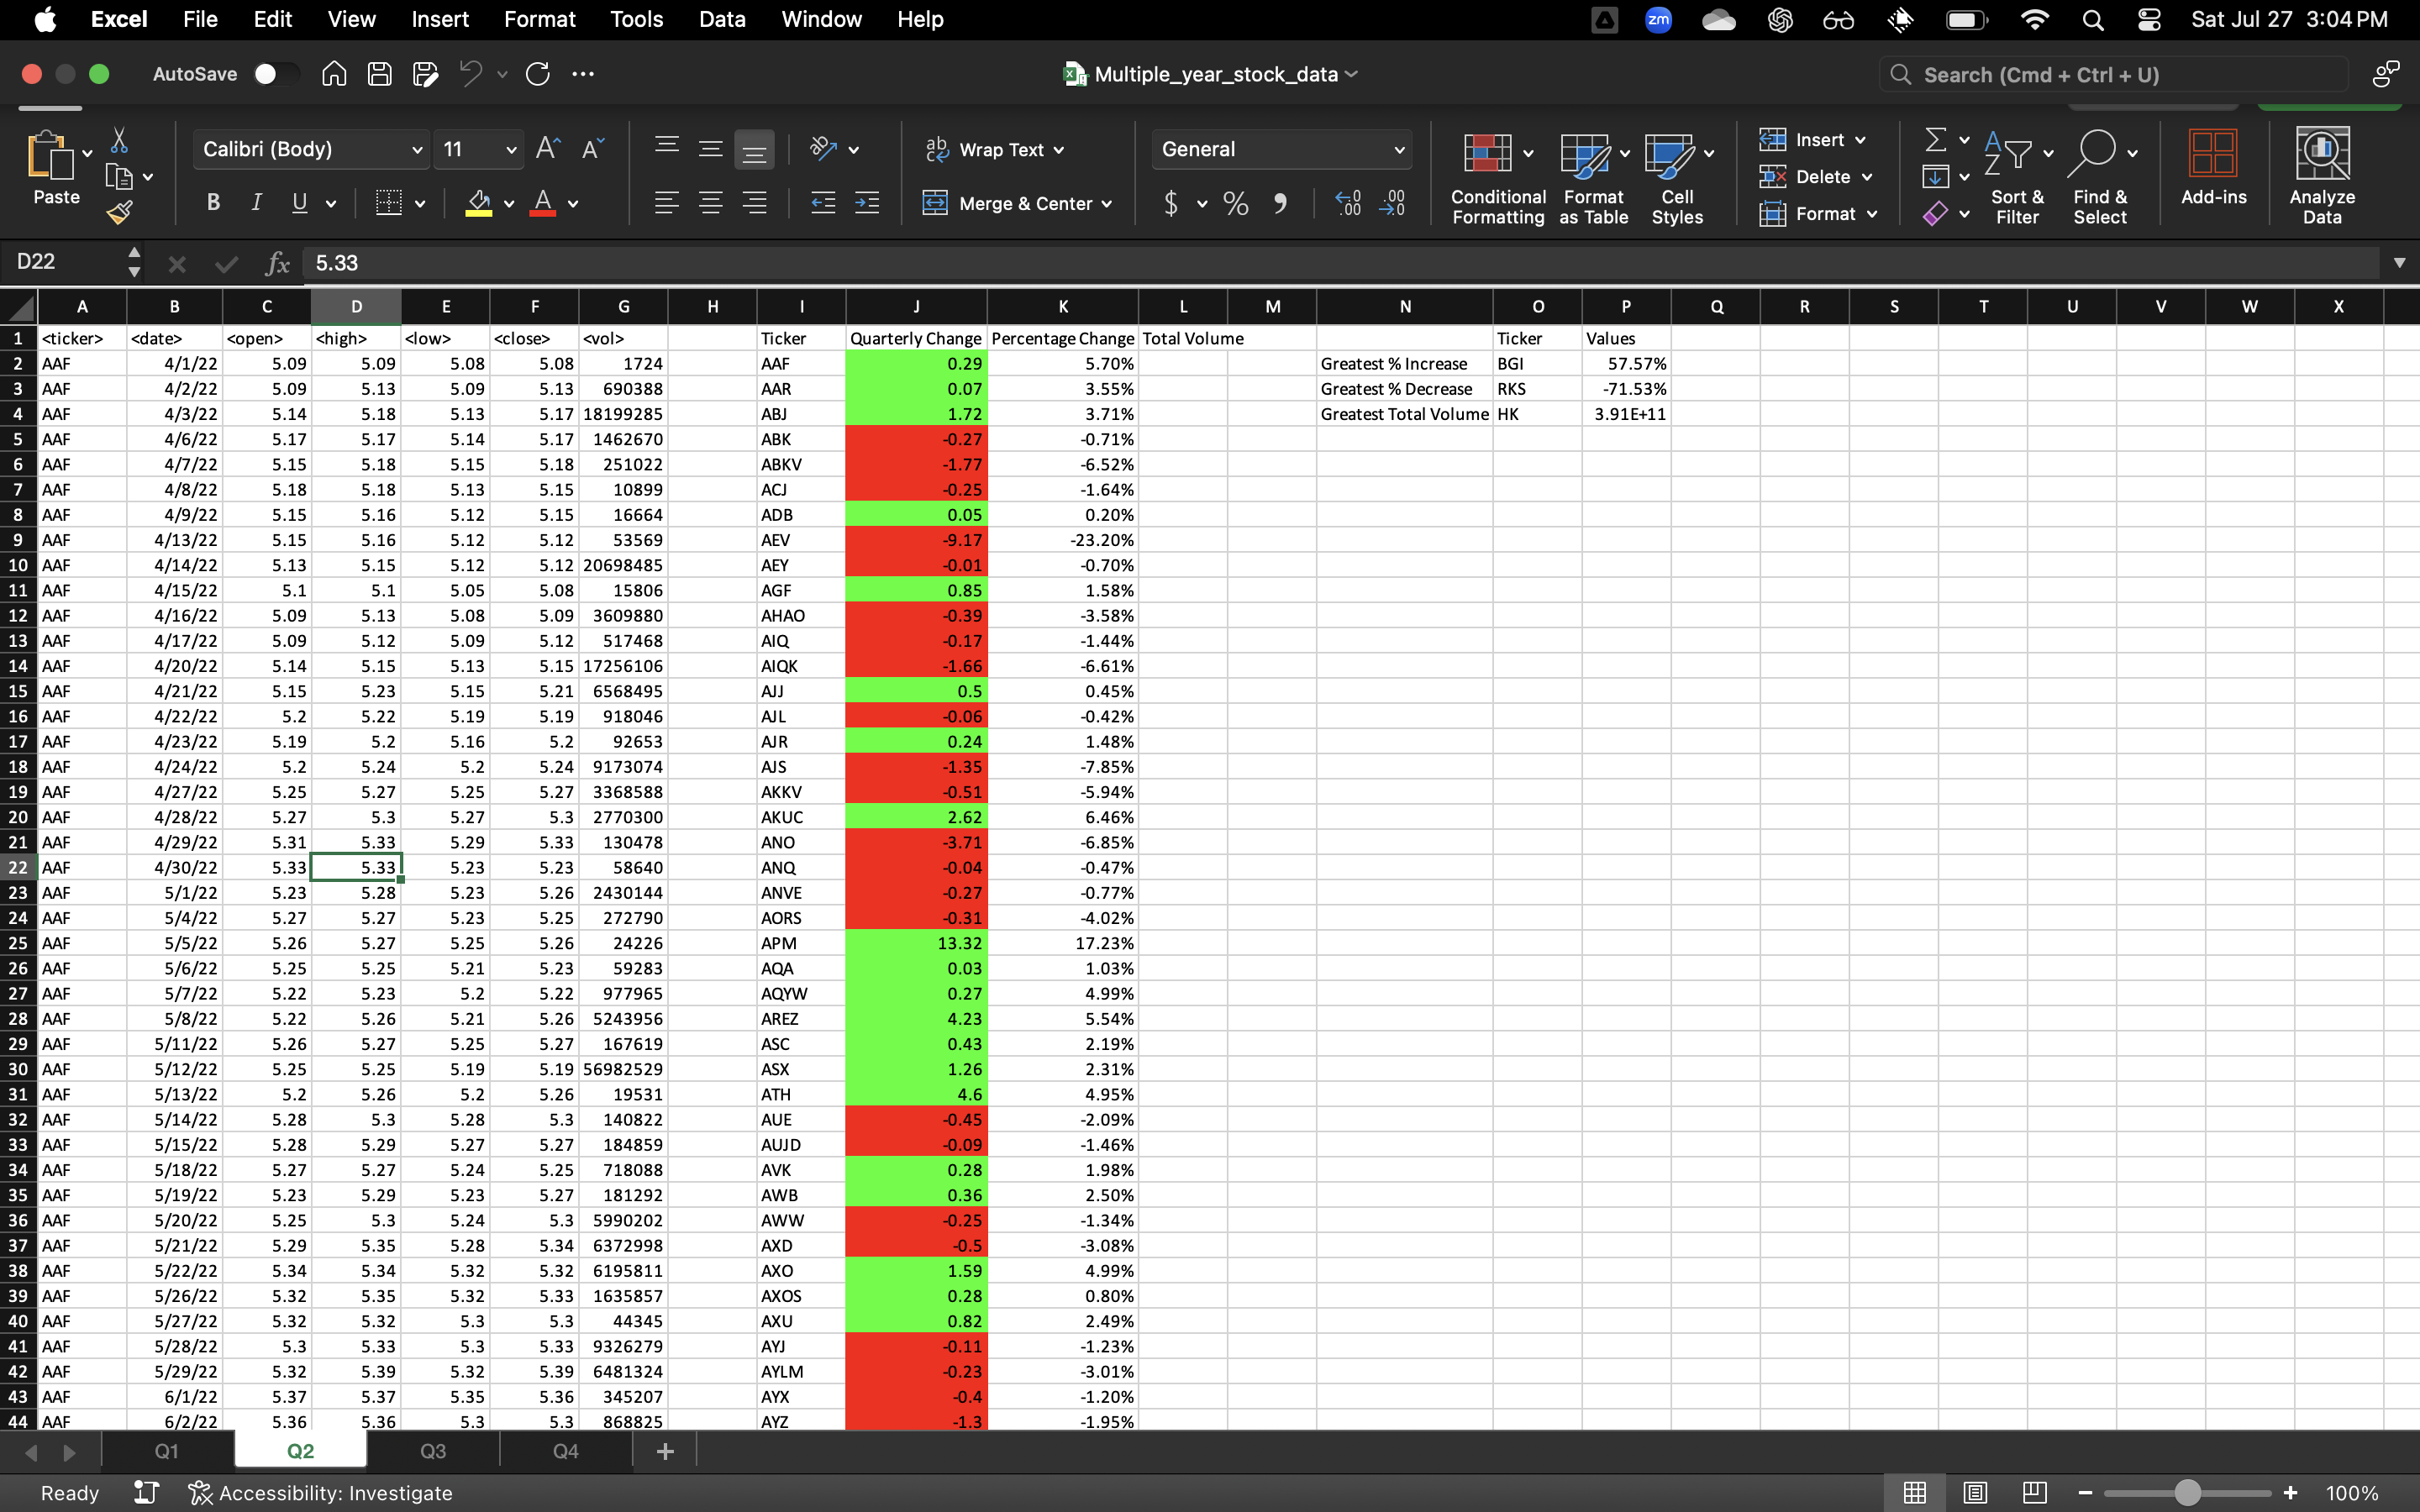 Excel File Edit View Insert Format Tools Data Window Help zm Sat Jul 27 3:04 PM
AutoSave Multiple_year_stock_data Search (Cmd + Ctrl + U)
Paste Calibri (Body) 11 Wrap Text General Conditional Formatting Format as Table Cell Styles Insert Sort & Filter Find & Select Add-ins Analyze Data
B I U Merge & Center $ % Delete
Format
D22 fx 5.33
A B C D E F G H I J K L M N O P Q R S T U V W X
1 <ticker> <date> <open> <high> <low> <close> <vol> Ticker Quarterly Change Percentage Change Total Volume Ticker Values
2 AAF 4/1/22 5.09 5.09 5.08 5.08 1724 AAF 0.29 5.70% Greatest % Increase BGI 57.57%
3 AAF 4/2/22 5.09 5.13 5.09 5.13 690388 AAR 0.07 3.55% Greatest % Decrease RKS -71.53%
4 AAF 4/3/22 5.14 5.18 5.13 5.17 18199285 ABJ 1.72 3.71% Greatest Total Volume HK 3.91E+11
5 AAF 4/6/22 5.17 5.17 5.14 5.17 1462670 ABK -0.27 -0.71%
6 AAF 4/7/22 5.15 5.18 5.15 5.18 251022 ABKV -1.77 -6.52%
7 AAF 4/8/22 5.18 5.18 5.13 5.15 10899 ACJ -0.25 -1.64%
8 AAF 4/9/22 5.15 5.16 5.12 5.15 16664 ADB 0.05 0.20%
9 AAF 4/13/22 5.15 5.16 5.12 5.12 53569 AEV -9.17 -23.20%
10 AAF 4/14/22 5.13 5.15 5.12 5.12 20698485 AEY -0.01 -0.70%
11 AAF 4/15/22 5.1 5.1 5.05 5.08 15806 AGF 0.85 1.58%
12 AAF 4/16/22 5.09 5.13 5.08 5.09 3609880 AHAO -0.39 -3.58%
13 AAF 4/17/22 5.09 5.12 5.09 5.12 517468 AIQ -0.17 -1.44%
14 AAF 4/20/22 5.14 5.15 5.13 5.15 17256106 AIQK -1.66 -6.61%
15 AAF 4/21/22 5.15 5.23 5.15 5.21 6568495 AJJ 0.5 0.45%
16 AAF 4/22/22 5.2 5.22 5.19 5.19 918046 AJL -0.06 -0.42%
17 AAF 4/23/22 5.19 5.2 5.16 5.2 92653 AJR 0.24 1.48%
18 AAF 4/24/22 5.2 5.24 5.2 5.24 9173074 AJS -1.35 -7.85%
19 AAF 4/27/22 5.25 5.27 5.25 5.27 3368588 AKKV -0.51 -5.94%
20 AAF 4/28/22 5.27 5.3 5.27 5.3 2770300 AKUC 2.62 6.46%
21 AAF 4/29/22 5.31 5.33 5.29 5.33 130478 ANO -3.71 -6.85%
22 AAF 4/30/22 5.33 5.33 5.23 5.23 58640 ANQ -0.04 -0.47%
23 AAF 5/1/22 5.23 5.28 5.23 5.26 2430144 ANVE -0.27 -0.77%
24 AAF 5/4/22 5.27 5.27 5.23 5.25 272790 AORS -0.31 -4.02%
25 AAF 5/5/22 5.26 5.27 5.25 5.26 24226 APM 13.32 17.23%
26 AAF 5/6/22 5.25 5.25 5.21 5.23 59283 AQA 0.03 1.03%
27 AAF 5/7/22 5.22 5.23 5.2 5.22 977965 AQYW 0.27 4.99%
28 AAF 5/8/22 5.22 5.26 5.21 5.26 5243956 AREZ 4.23 5.54%
29 AAF 5/11/22 5.26 5.27 5.25 5.27 167619 ASC 0.43 2.19%
30 AAF 5/12/22 5.25 5.25 5.19 5.19 56982529 ASX 1.26 2.31%
31 AAF 5/13/22 5.2 5.26 5.2 5.26 19531 ATH 4.6 4.95%
32 AAF 5/14/22 5.28 5.3 5.28 5.3 140822 AUE -0.45 -2.09%
33 AAF 5/15/22 5.28 5.29 5.27 5.27 184859 AUJD -0.09 -1.46%
34 AAF 5/18/22 5.27 5.27 5.24 5.25 718088 AVK 0.28 1.98%
35 AAF 5/19/22 5.23 5.29 5.23 5.27 181292 AWB 0.36 2.50%
36 AAF 5/20/22 5.25 5.3 5.24 5.3 5990202 AWW -0.25 -1.34%
37 AAF 5/21/22 5.29 5.35 5.28 5.34 6372998 AXD -0.5 -3.08%
38 AAF 5/22/22 5.34 5.34 5.32 5.32 6195811 AXO 1.59 4.99%
39 AAF 5/26/22 5.32 5.35 5.32 5.33 1635857 AXOS 0.28 0.80%
40 AAF 5/27/22 5.32 5.32 5.3 5.3 44345 AXU 0.82 2.49%
41 AAF 5/28/22 5.3 5.33 5.3 5.33 9326279 AYJ -0.11 -1.23%
42 AAF 5/29/22 5.32 5.39 5.32 5.39 6481324 AYLM -0.23 -3.01%
43 AAF 6/1/22 5.37 5.37 5.35 5.36 345207 AYX -0.4 -1.20%
44 AAF 6/2/22 5.36 5.36 5.3 5.3 868825 AYZ -1.3 -1.95%
Q1 Q2 Q3 Q4 +
Ready Accessibility: Investigate 100%